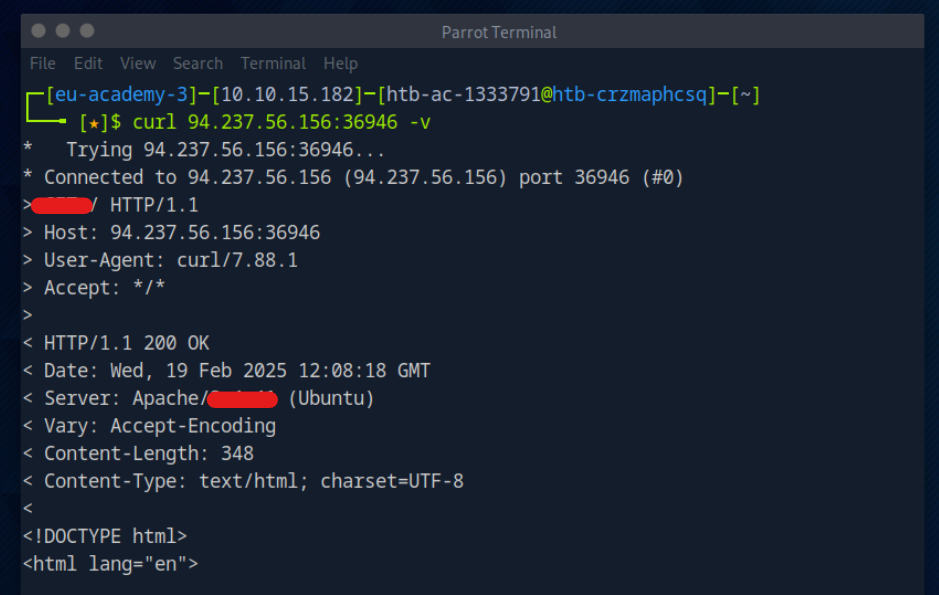 Parrot Terminal
File Edit View Search Terminal Help
┌─[eu-academy-3]─[10.10.15.182]─[htb-ac-1333791@htb-crzmaphcsq]─[~]
└──╼ [★]$ curl 94.237.56.156:36946 -v
*   Trying 94.237.56.156:36946...
* Connected to 94.237.56.156 (94.237.56.156) port 36946 (#0)
> / HTTP/1.1
> Host: 94.237.56.156:36946
> User-Agent: curl/7.88.1
> Accept: */*
>
< HTTP/1.1 200 OK
< Date: Wed, 19 Feb 2025 12:08:18 GMT
< Server: Apache/ (Ubuntu)
< Vary: Accept-Encoding
< Content-Length: 348
< Content-Type: text/html; charset=UTF-8
<
<!DOCTYPE html>
<html lang="en">